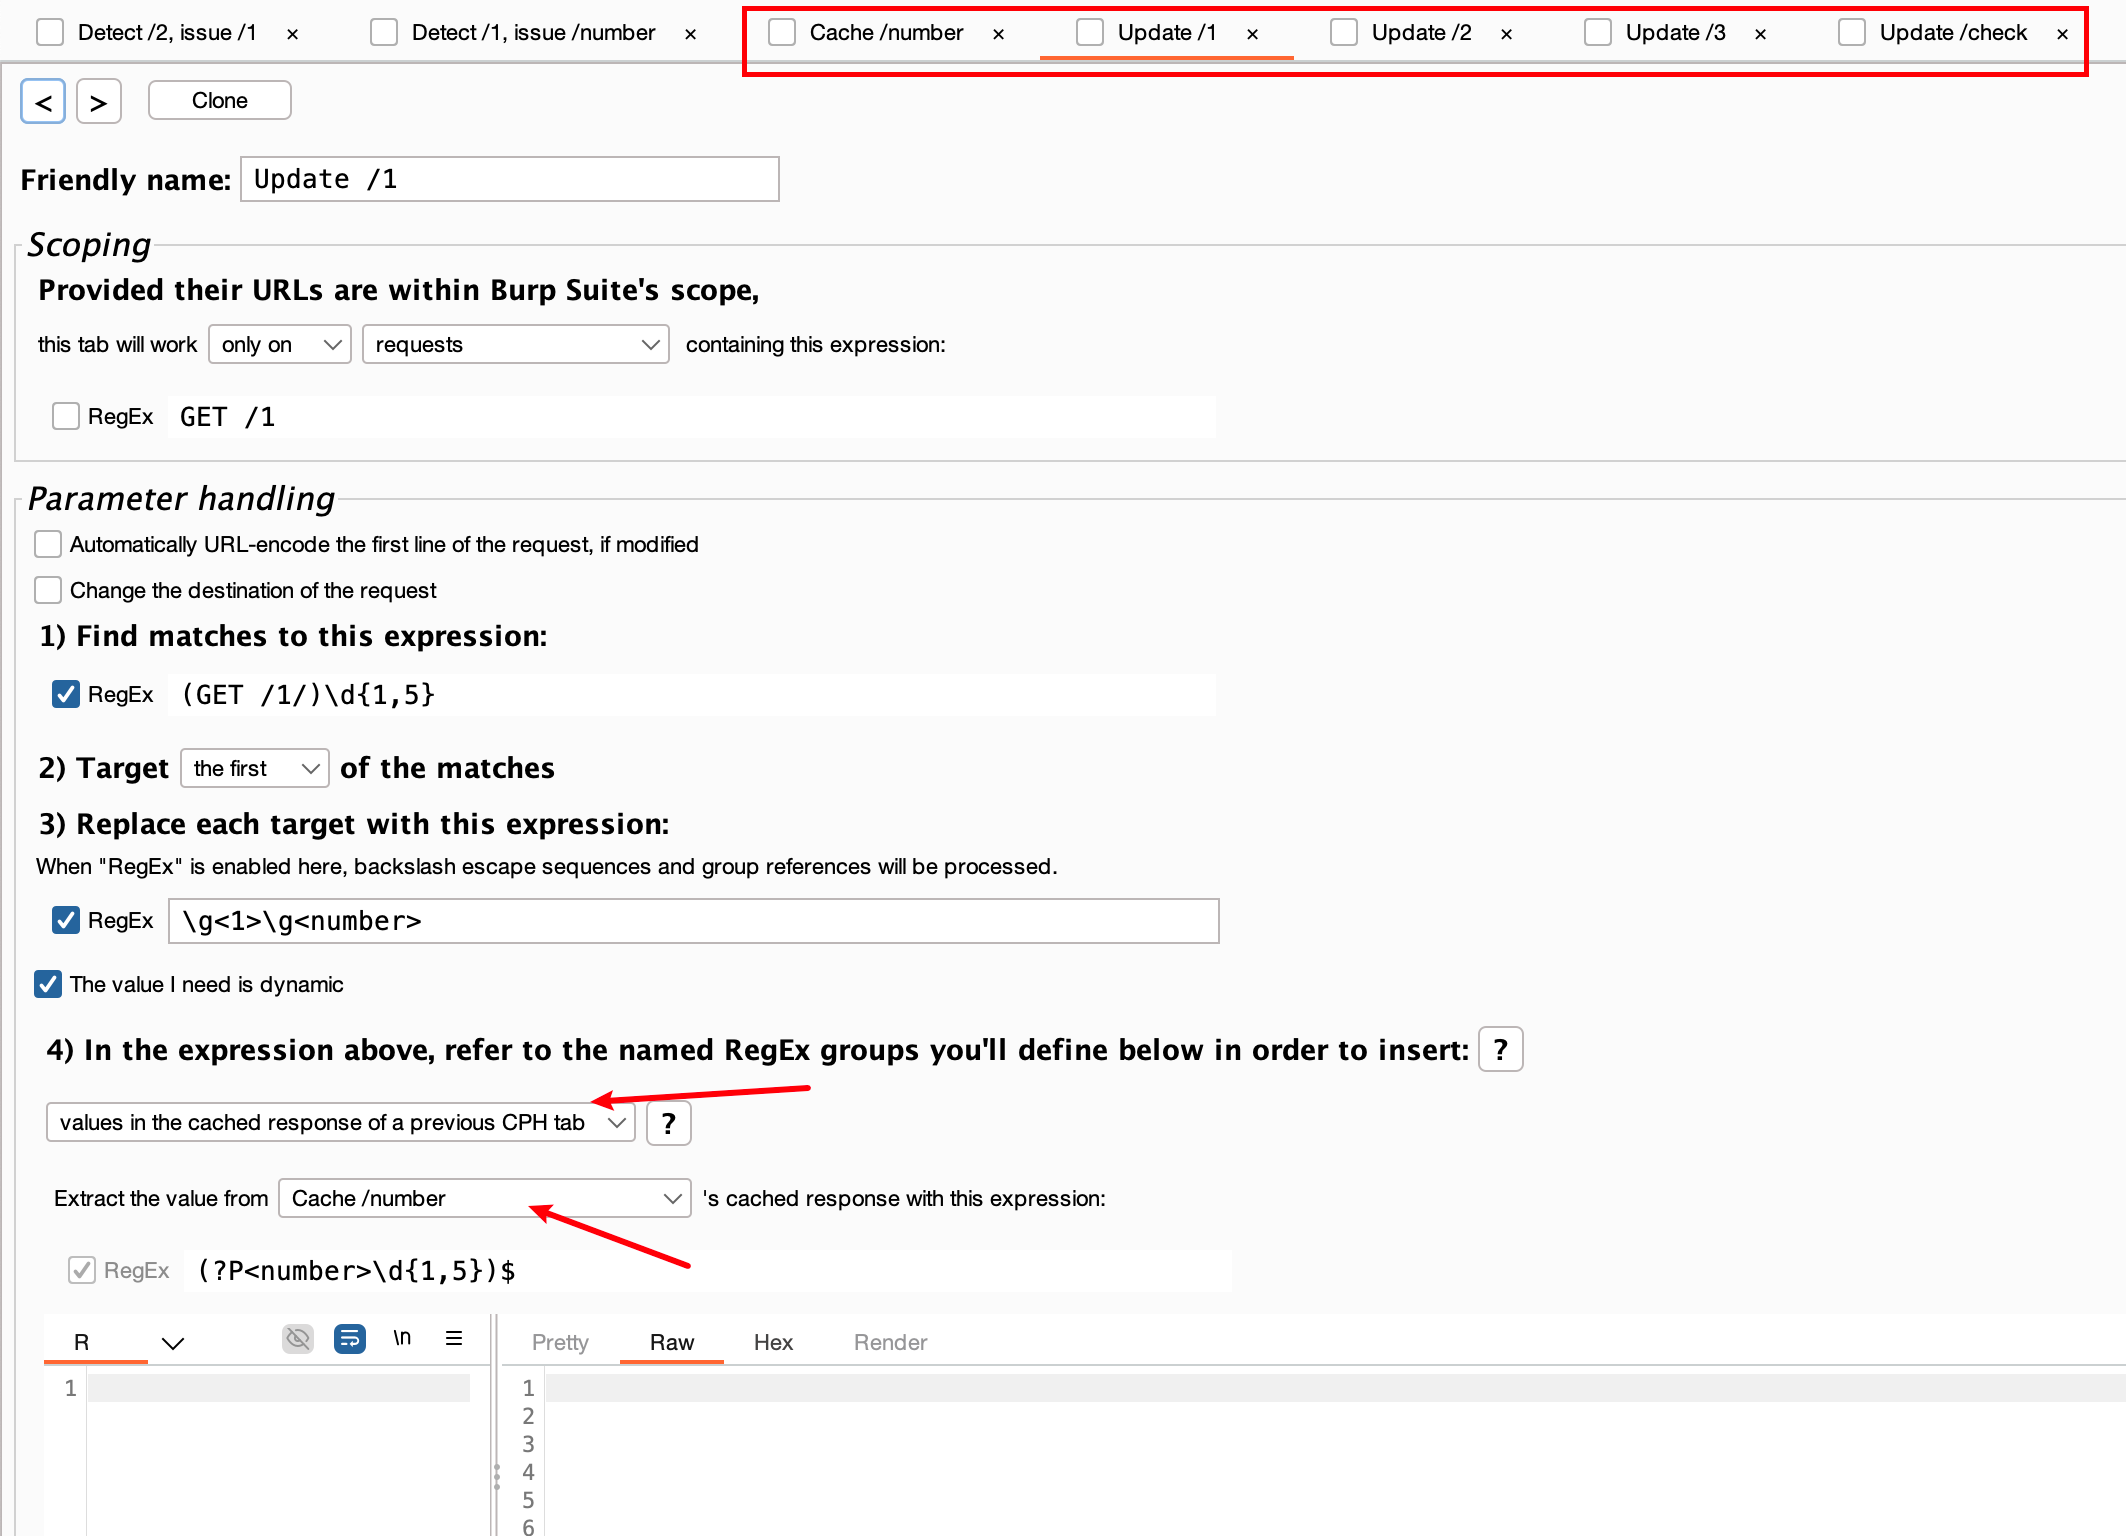 Detect /2, issue /1 × Detect /1, issue /number × Cache /number × Update /1 × Update /2 × Update /3 × Update /check ×
< > Clone
Friendly name: Update /1
Scoping
Provided their URLs are within Burp Suite's scope,
this tab will work only on requests containing this expression:
RegEx GET /1
Parameter handling
Automatically URL-encode the first line of the request, if modified
Change the destination of the request
1) Find matches to this expression:
RegEx (GET /1/)\d{1,5}
2) Target the first of the matches
3) Replace each target with this expression:
When "RegEx" is enabled here, backslash escape sequences and group references will be processed.
RegEx \g<1>\g<number>
The value I need is dynamic
4) In the expression above, refer to the named RegEx groups you'll define below in order to insert: ?
values in the cached response of a previous CPH tab ?
Extract the value from Cache /number 's cached response with this expression:
RegEx (?P<number>\d{1,5})$
R \n Pretty Raw Hex Render
1 1
2
3
4
5
6